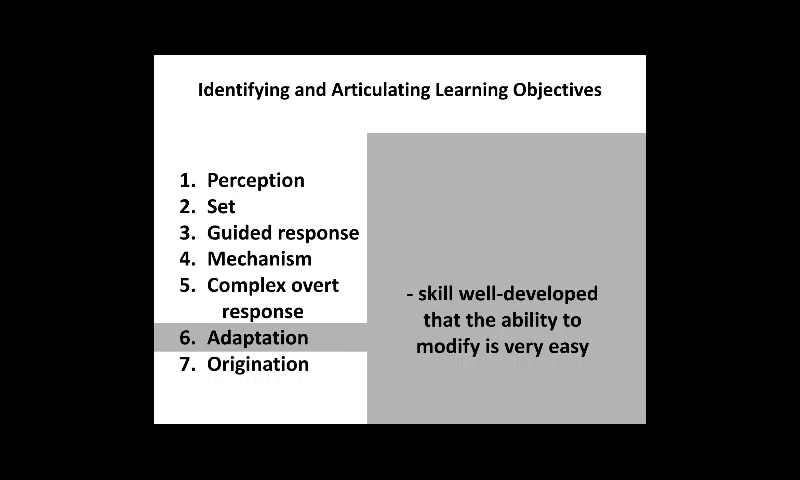 Identifying and Articulating Learning Objectives
1. Perception
2. Set
3. Guided response
4. Mechanism
5. Complex overt
response
6. Adaptation
7. Origination
- skill well-developed
that the ability to
modify is very easy